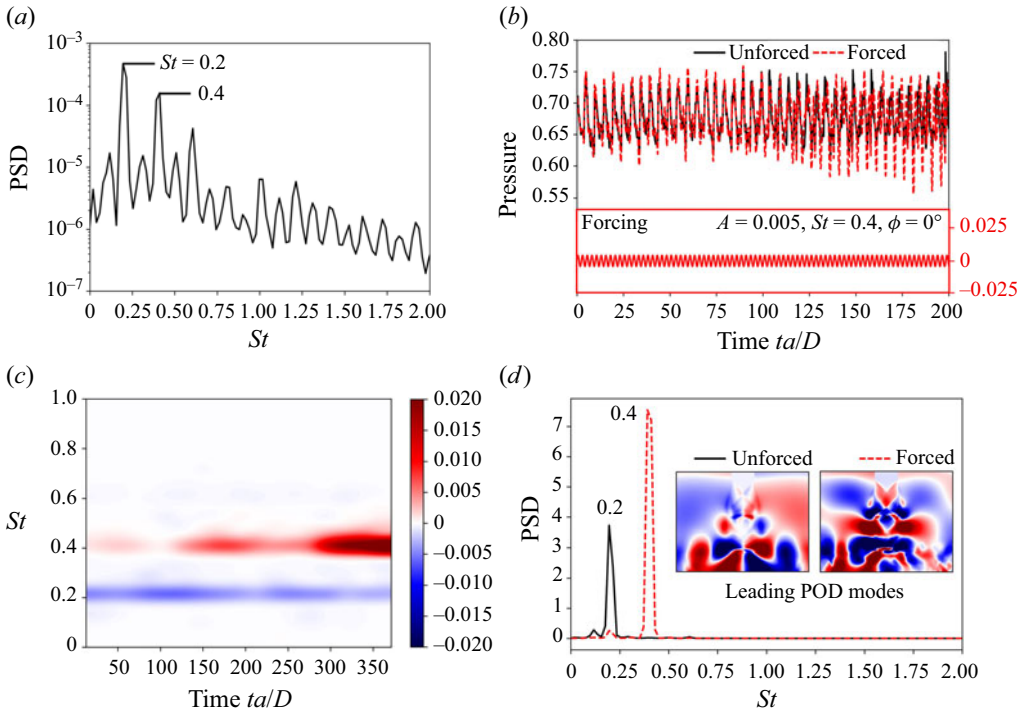 (a)
10−3
10−4
10−5
10−6
10−7
PSD
St = 0.2
0.4
0 0.25 0.50 0.75 1.00 1.25 1.50 1.75 2.00
St
(b)
0.80
0.75
0.70
0.65
0.60
0.55
Pressure
Unforced Forced
Forcing A = 0.005, St = 0.4, ϕ = 0°
0.025
0
−0.025
0 25 50 75 100 125 150 175 200
Time ta/D
(c)
1.0
0.8
0.6
0.4
0.2
0
St
50 100 150 200 250 300 350
Time ta/D
0.020
0.015
0.010
0.005
0
−0.005
−0.010
−0.015
−0.020
(d)
7
6
5
4
3
2
1
0
PSD
0.4
0.2
Unforced Forced
Leading POD modes
0 0.25 0.50 0.75 1.00 1.25 1.50 1.75 2.00
St